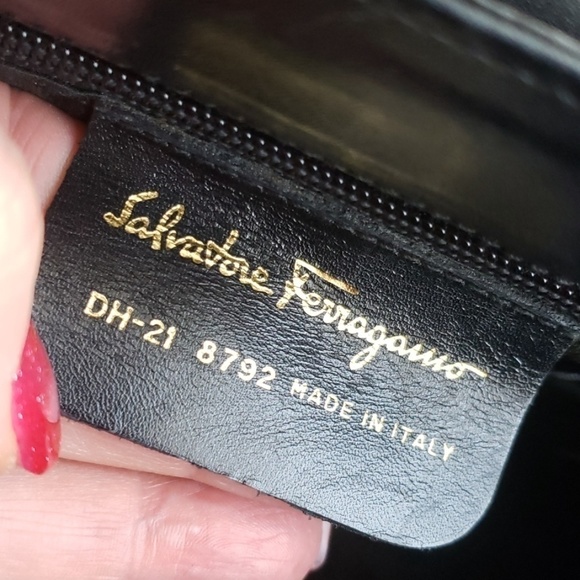 Salvatore Ferragamo
DH-21 8792 MADE IN ITALY